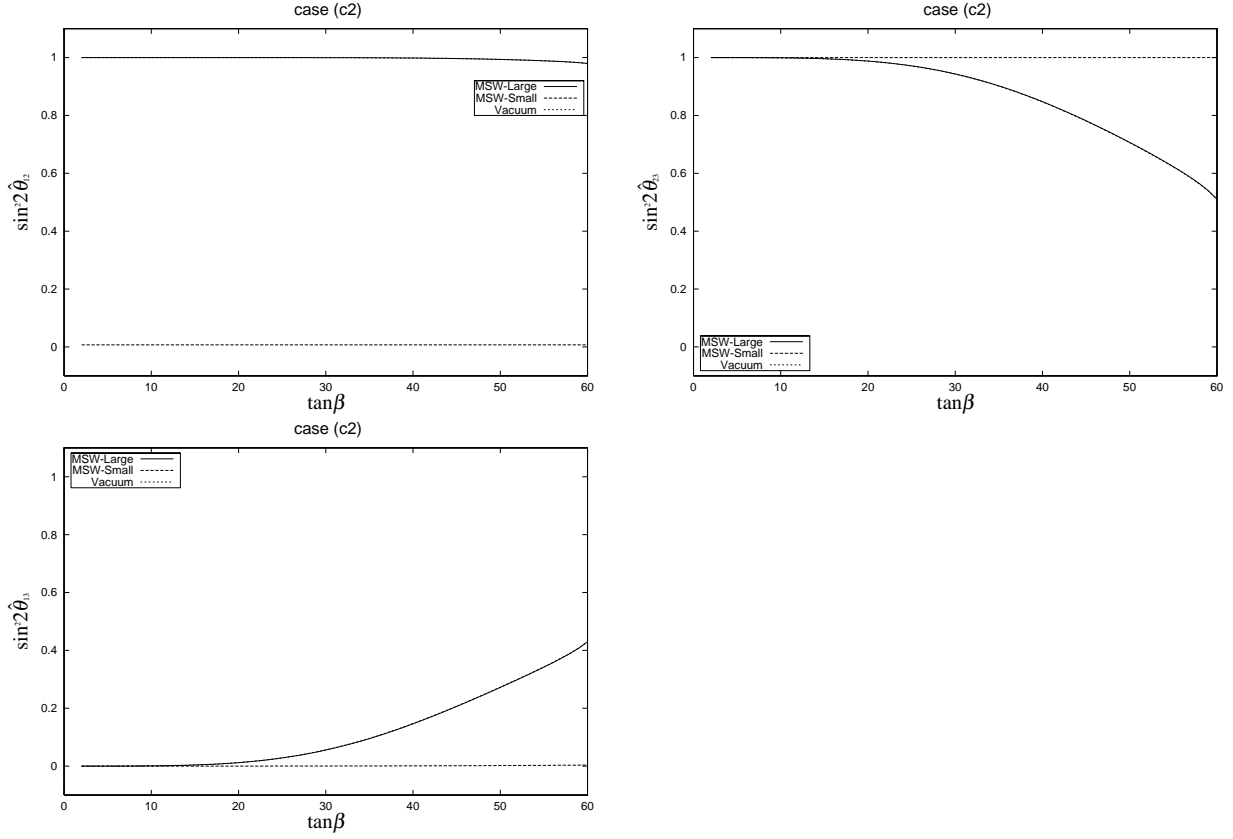 case (c2)
1
0.8
0.6
0.4
0.2
0
sin²2θ̂₁₂
MSW-Large
MSW-Small
Vacuum
0 10 20 30 40 50 60
tanβ
case (c2)
1
0.8
0.6
0.4
0.2
0
sin²2θ̂₂₃
MSW-Large
MSW-Small
Vacuum
0 10 20 30 40 50 60
tanβ
case (c2)
MSW-Large
MSW-Small
Vacuum
1
0.8
0.6
0.4
0.2
0
sin²2θ̂₁₃
0 10 20 30 40 50 60
tanβ